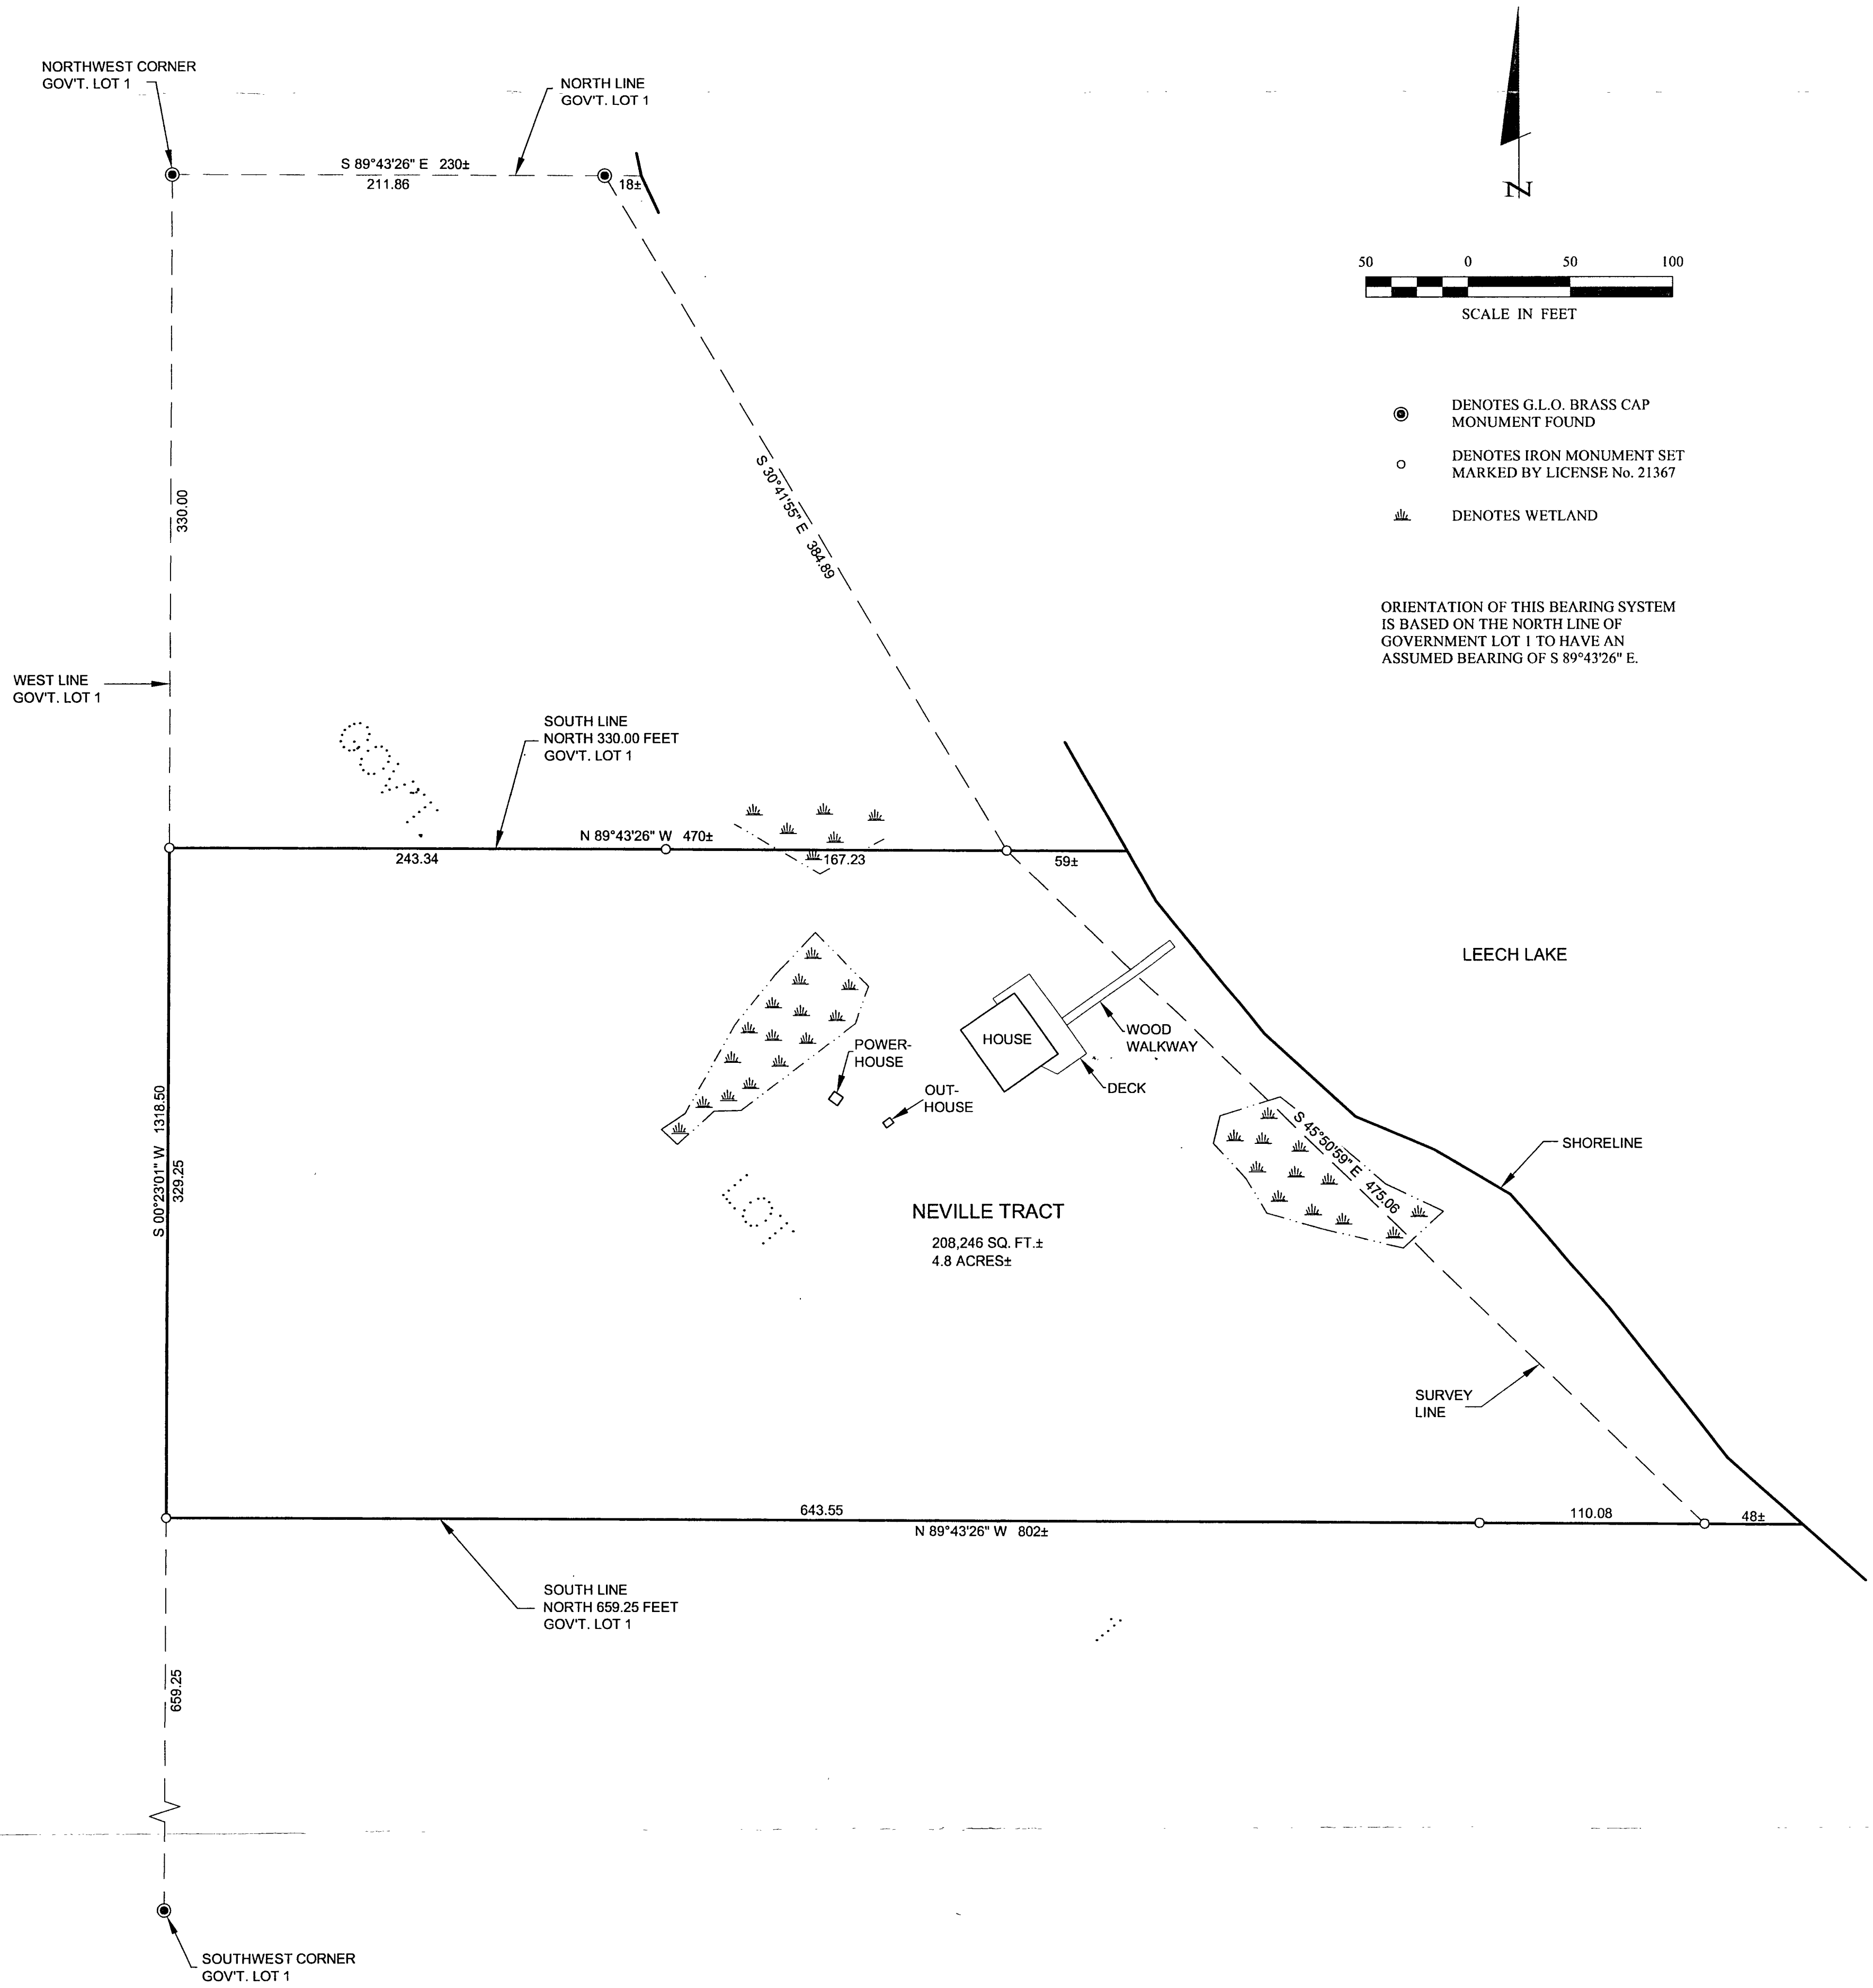 NORTHWEST CORNER
GOV'T. LOT 1
NORTH LINE
GOV'T. LOT 1
S 89°43'26" E 230±
211.86
18±
N
50 0 50 100
SCALE IN FEET
DENOTES G.L.O. BRASS CAP
MONUMENT FOUND
DENOTES IRON MONUMENT SET
MARKED BY LICENSE No. 21367
DENOTES WETLAND
ORIENTATION OF THIS BEARING SYSTEM
IS BASED ON THE NORTH LINE OF
GOVERNMENT LOT 1 TO HAVE AN
ASSUMED BEARING OF S 89°43'26" E.
330.00
S 30°41'55" E 384.89
WEST LINE
GOV'T. LOT 1
GOV'T.
SOUTH LINE
NORTH 330.00 FEET
GOV'T. LOT 1
N 89°43'26" W 470±
243.34
167.23
59±
LEECH LAKE
HOUSE
WOOD
WALKWAY
DECK
POWER-
HOUSE
OUT-
HOUSE
S 00°23'01" W 1318.50
329.25
LOT
NEVILLE TRACT
208,246 SQ. FT.±
4.8 ACRES±
S 45°50'59" E 475.06
SHORELINE
SURVEY
LINE
643.55
N 89°43'26" W 802±
110.08
48±
SOUTH LINE
NORTH 659.25 FEET
GOV'T. LOT 1
1
659.25
SOUTHWEST CORNER
GOV'T. LOT 1